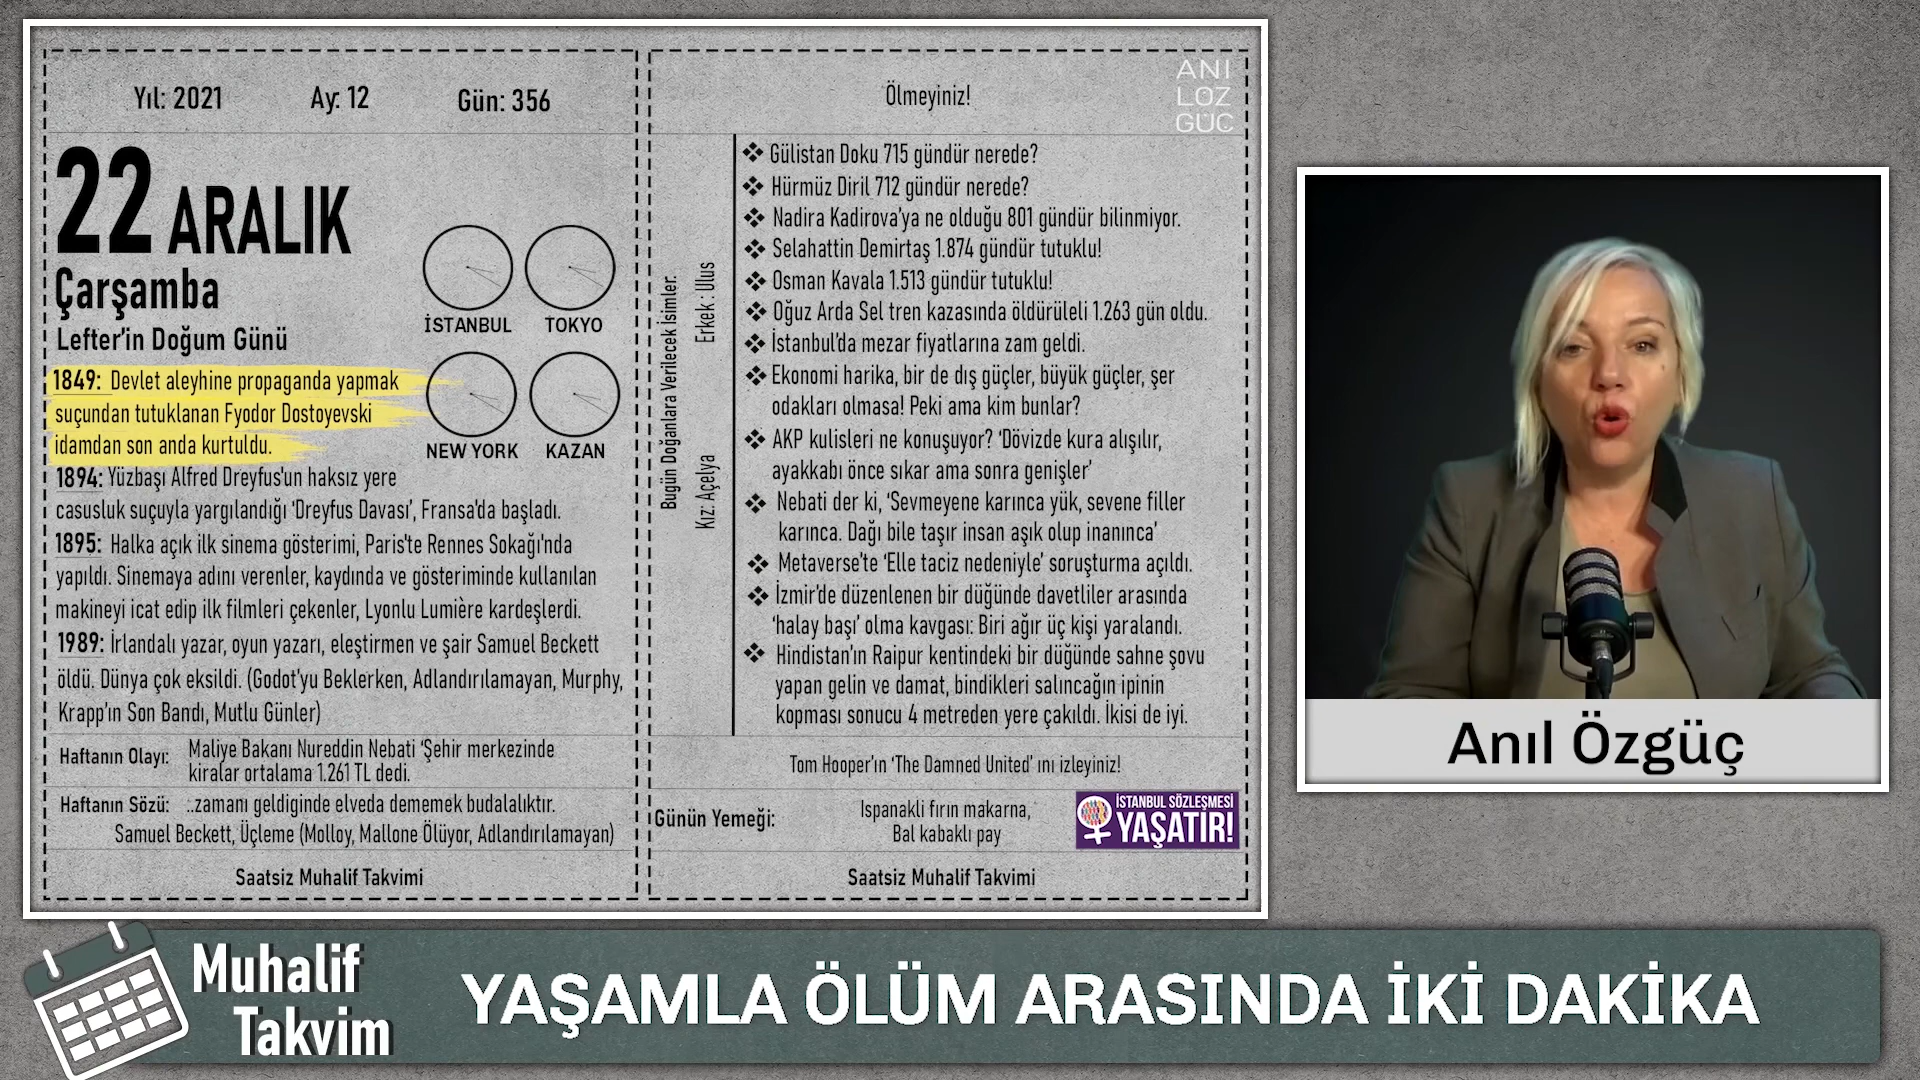 Yıl: 2021 Ay: 12 Gün: 356
22 ARALIK
Çarşamba
Lefter'in Doğum Günü
İSTANBUL TOKYO
NEW YORK KAZAN
1849: Devlet aleyhine propaganda yapmak
suçundan tutuklanan Fyodor Dostoyevski
idamdan son anda kurtuldu.
1894: Yüzbaşı Alfred Dreyfus'un haksız yere
casusluk suçuyla yargılandığı 'Dreyfus Davası', Fransa'da başladı.
1895: Halka açık ilk sinema gösterimi, Paris'te Rennes Sokağı'nda
yapıldı. Sinemaya adını verenler, kaydında ve gösteriminde kullanılan
makineyi icat edip ilk filmleri çekenler, Lyonlu Lumière kardeşlerdi.
1989: İrlandalı yazar, oyun yazarı, eleştirmen ve şair Samuel Beckett
öldü. Dünya çok eksildi. (Godot'yu Beklerken, Adlandırılamayan, Murphy,
Krapp'ın Son Bandı, Mutlu Günler)
Haftanın Olayı: Maliye Bakanı Nureddin Nebati 'Şehir merkezinde
kiralar ortalama 1.261 TL dedi.
Haftanın Sözü: ...zamanı geldiginde elveda dememek budalalıktır.
Samuel Beckett, Üçleme (Molloy, Mallone Ölüyor, Adlandırılamayan)
Saatsiz Muhalif Takvimi
Ölmeyiniz!
ANI
LOZ
GÜC
Bugün Doğanlara Verilecek İsimler:
Kız: Açelya Erkek : Ulus
❖ Gülistan Doku 715 gündür nerede?
❖ Hürmüz Diril 712 gündür nerede?
❖ Nadira Kadirova'ya ne olduğu 801 gündür bilinmiyor.
❖ Selahattin Demirtaş 1.874 gündür tutuklu!
❖ Osman Kavala 1.513 gündür tutuklu!
❖ Oğuz Arda Sel tren kazasında öldürüleli 1.263 gün oldu.
❖ İstanbul'da mezar fiyatlarına zam geldi.
❖ Ekonomi harika, bir de dış güçler, büyük güçler, şer
odakları olmasa! Peki ama kim bunlar?
❖ AKP kulisleri ne konuşuyor? 'Dövizde kura alışılır,
ayakkabı önce sıkar ama sonra genişler'
❖ Nebati der ki, 'Sevmeyene karınca yük, sevene filler
karınca. Dağı bile taşır insan aşık olup inanınca'
❖ Metaverse'te 'Elle taciz nedeniyle' soruşturma açıldı.
❖ İzmir'de düzenlenen bir düğünde davetliler arasında
'halay başı' olma kavgası: Biri ağır üç kişi yaralandı.
❖ Hindistan'ın Raipur kentindeki bir düğünde sahne şovu
yapan gelin ve damat, bindikleri salıncağın ipinin
kopması sonucu 4 metreden yere çakıldı. İkisi de iyi.
Tom Hooper'ın 'The Damned United' ını izleyiniz!
Günün Yemeği: Ispanakli fırın makarna,
Bal kabaklı pay
İSTANBUL SÖZLEŞMESİ
YAŞATIR!
Saatsiz Muhalif Takvimi
Anıl Özgüç
Muhalif
Takvim
YAŞAMLA ÖLÜM ARASINDA İKİ DAKİKA